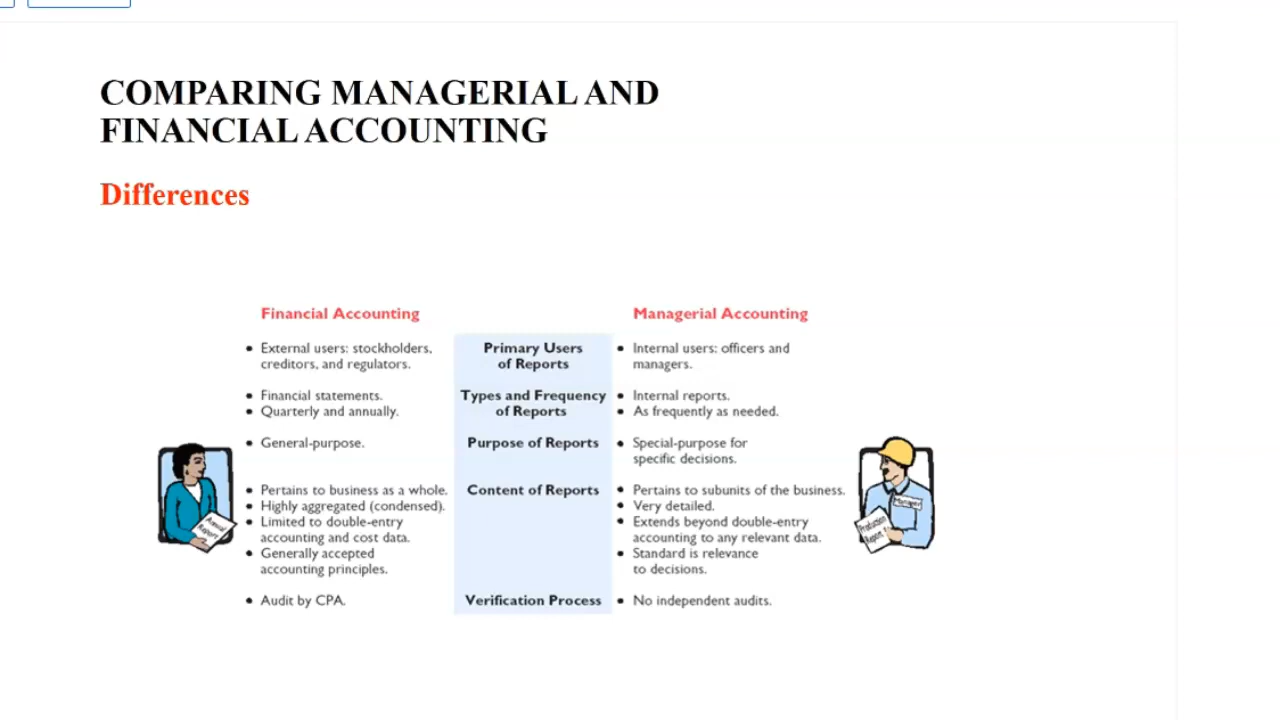 COMPARING MANAGERIAL AND
FINANCIAL ACCOUNTING
Differences
Financial Accounting
Managerial Accounting
• External users: stockholders,
creditors, and regulators.
Primary Users
of Reports
• Internal users: officers and
managers.
• Financial statements.
• Quarterly and annually.
Types and Frequency
of Reports
• Internal reports.
• As frequently as needed.
• General-purpose.
Purpose of Reports
• Special-purpose for
specific decisions.
• Pertains to business as a whole.
• Highly aggregated (condensed).
• Limited to double-entry
accounting and cost data.
• Generally accepted
accounting principles.
Content of Reports
• Pertains to subunits of the business.
• Very detailed.
• Extends beyond double-entry
accounting to any relevant data.
• Standard is relevance
to decisions.
• Audit by CPA.
Verification Process
• No independent audits.
Annual
Report
Manager
Production
Report